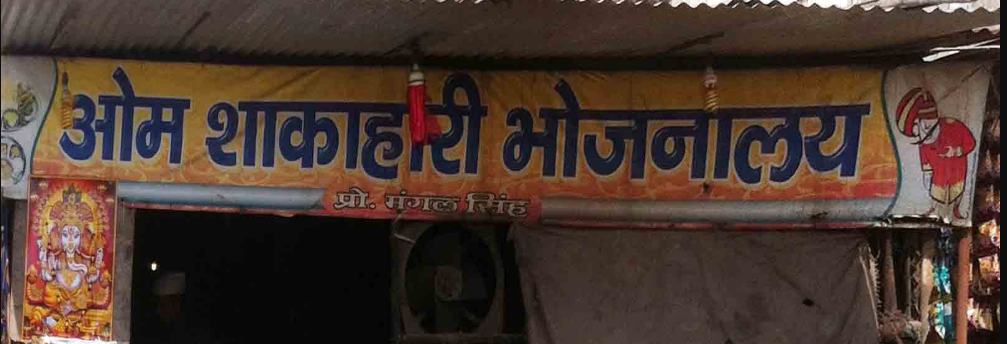 ओम शाकाहारी भोजनालय
प्रो. मंगल सिंह